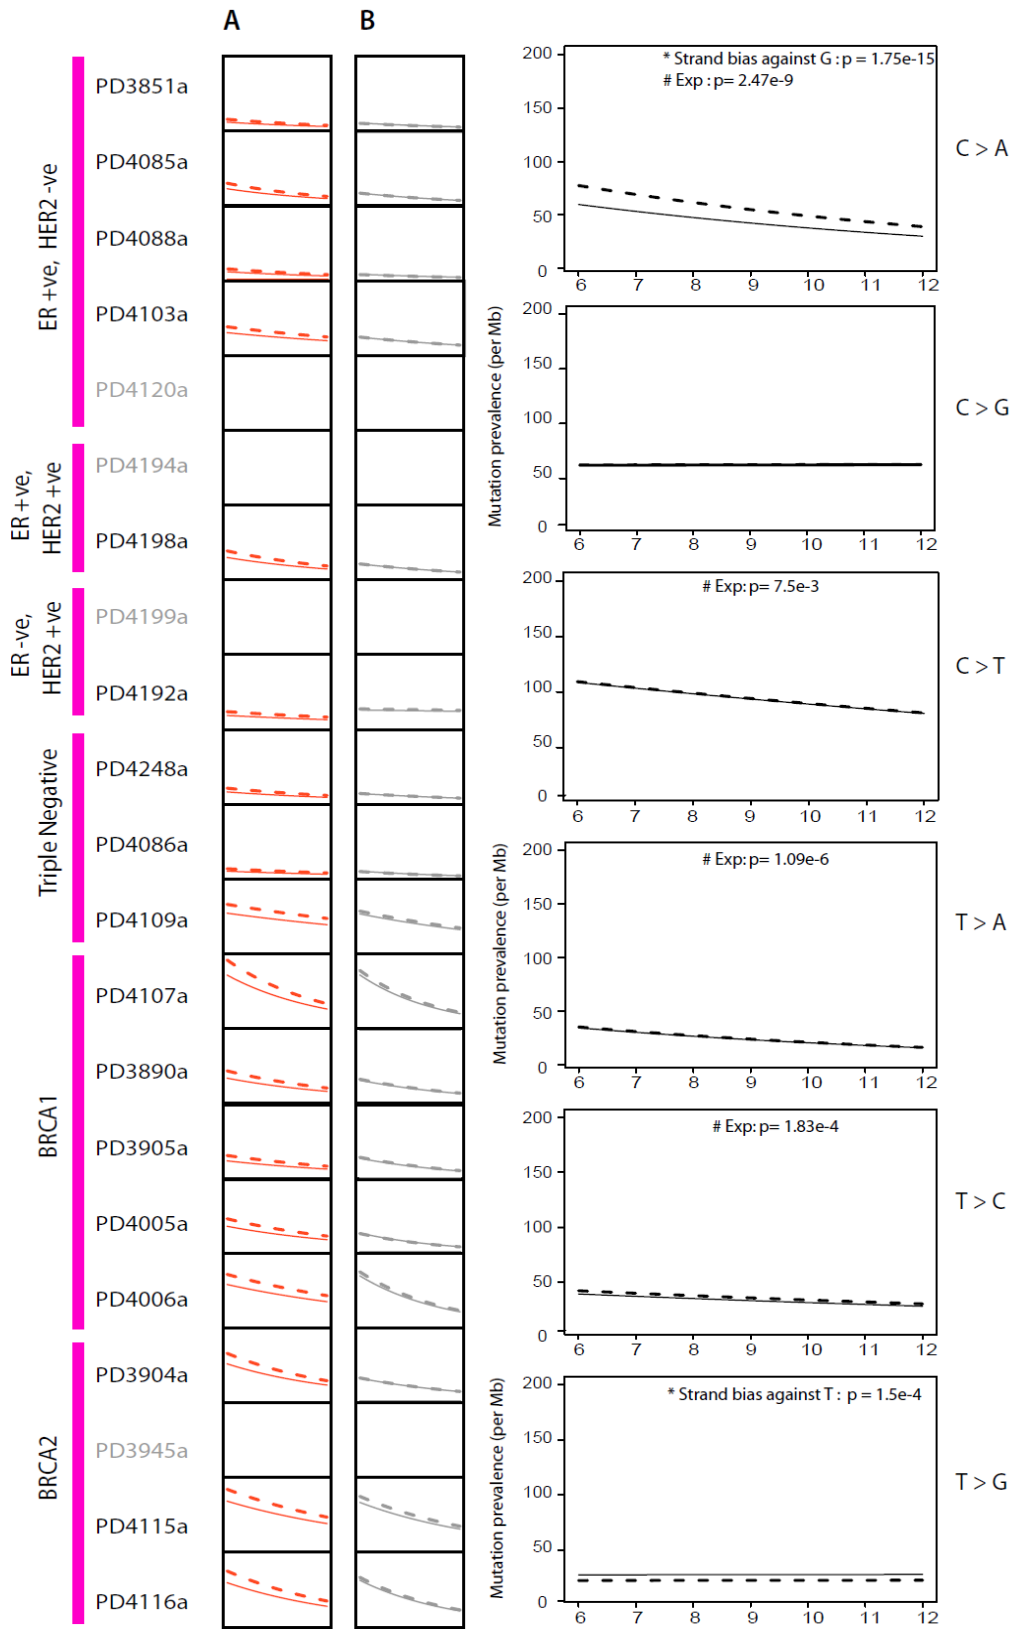 A
B
ER +ve, HER2 -ve
PD3851a
PD4085a
PD4088a
PD4103a
PD4120a
ER +ve,
HER2 +ve
PD4194a
PD4198a
ER -ve,
HER2 +ve
PD4199a
PD4192a
Triple Negative
PD4248a
PD4086a
PD4109a
BRCA1
PD4107a
PD3890a
PD3905a
PD4005a
PD4006a
BRCA2
PD3904a
PD3945a
PD4115a
PD4116a
* Strand bias against G : p = 1.75e-15
# Exp : p= 2.47e-9
200
150
100
50
0
6 7 8 9 10 11 12
C > A
Mutation prevalence (per Mb)
200
150
100
50
0
6 7 8 9 10 11 12
C > G
# Exp: p= 7.5e-3
200
150
100
50
0
6 7 8 9 10 11 12
C > T
Mutation prevalence (per Mb)
# Exp: p= 1.09e-6
200
150
100
50
0
6 7 8 9 10 11 12
T > A
# Exp: p= 1.83e-4
200
150
100
50
0
6 7 8 9 10 11 12
T > C
Mutation prevalence (per Mb)
* Strand bias against T : p = 1.5e-4
200
150
100
50
0
6 7 8 9 10 11 12
T > G